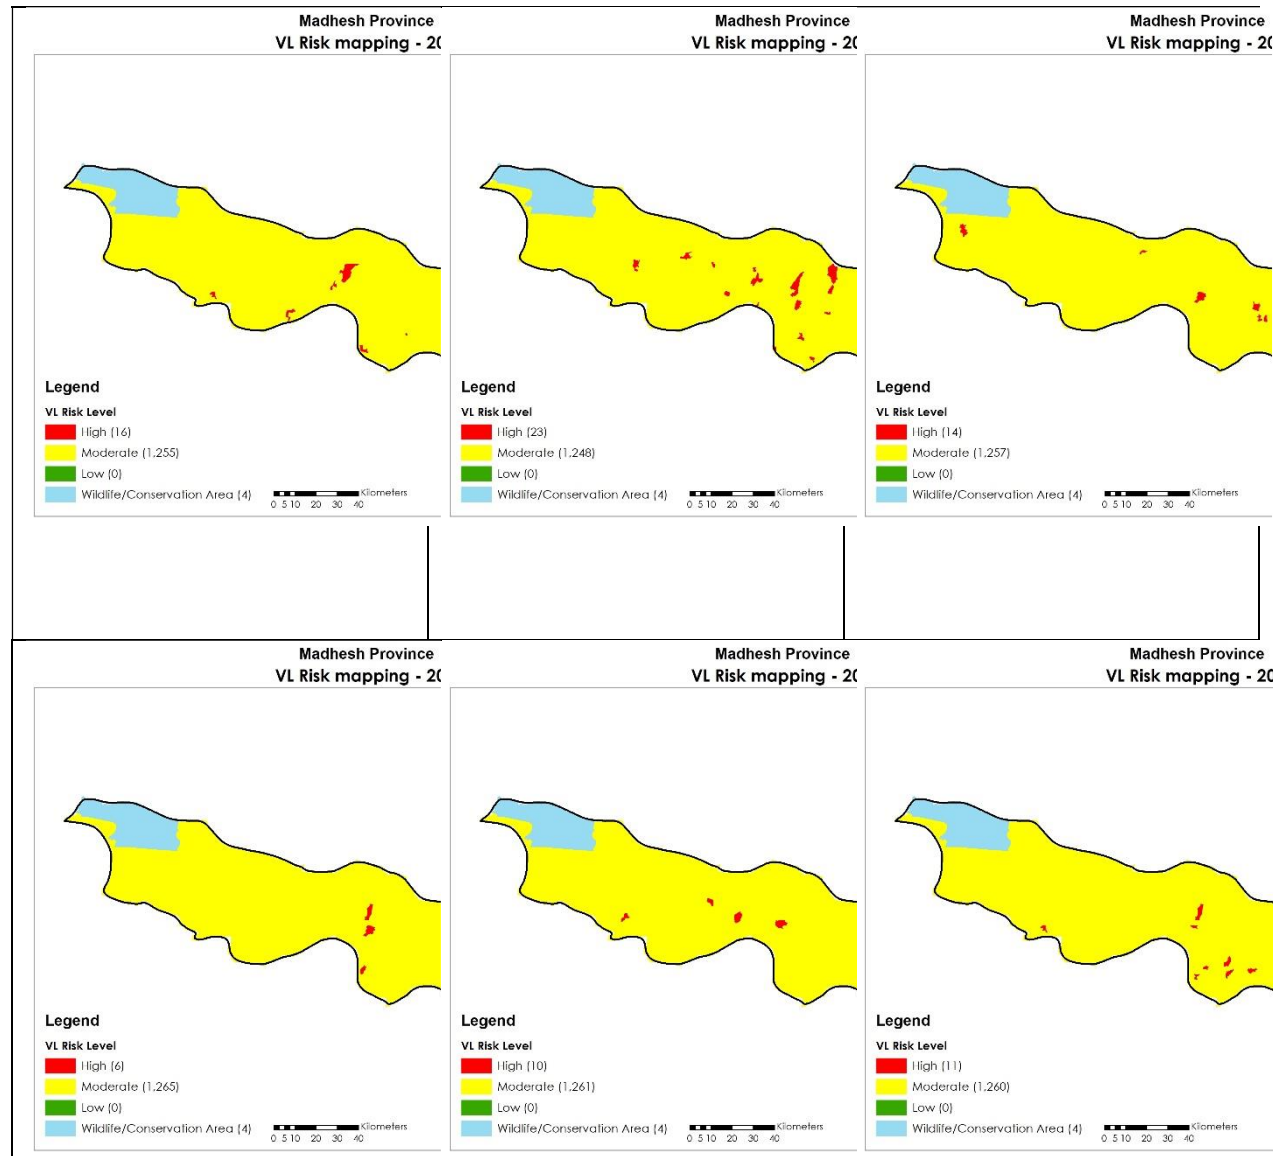 Madhesh Province
VL Risk mapping - 20
Legend
VL Risk Level
High (16)
Moderate (1,255)
Low (0)
Wildlife/Conservation Area (4)
Kilometers
0 5 10 20 30 40
Madhesh Province
VL Risk mapping - 20
Legend
VL Risk Level
High (23)
Moderate (1,248)
Low (0)
Wildlife/Conservation Area (4)
Kilometers
0 5 10 20 30 40
Madhesh Province
VL Risk mapping - 20
Legend
VL Risk Level
High (14)
Moderate (1,257)
Low (0)
Wildlife/Conservation Area (4)
Kilometers
0 5 10 20 30 40
Madhesh Province
VL Risk mapping - 20
Legend
VL Risk Level
High (6)
Moderate (1,265)
Low (0)
Wildlife/Conservation Area (4)
Kilometers
0 5 10 20 30 40
Madhesh Province
VL Risk mapping - 20
Legend
VL Risk Level
High (10)
Moderate (1,261)
Low (0)
Wildlife/Conservation Area (4)
Kilometers
0 5 10 20 30 40
Madhesh Province
VL Risk mapping - 20
Legend
VL Risk Level
High (11)
Moderate (1,260)
Low (0)
Wildlife/Conservation Area (4)
Kilometers
0 5 10 20 30 40